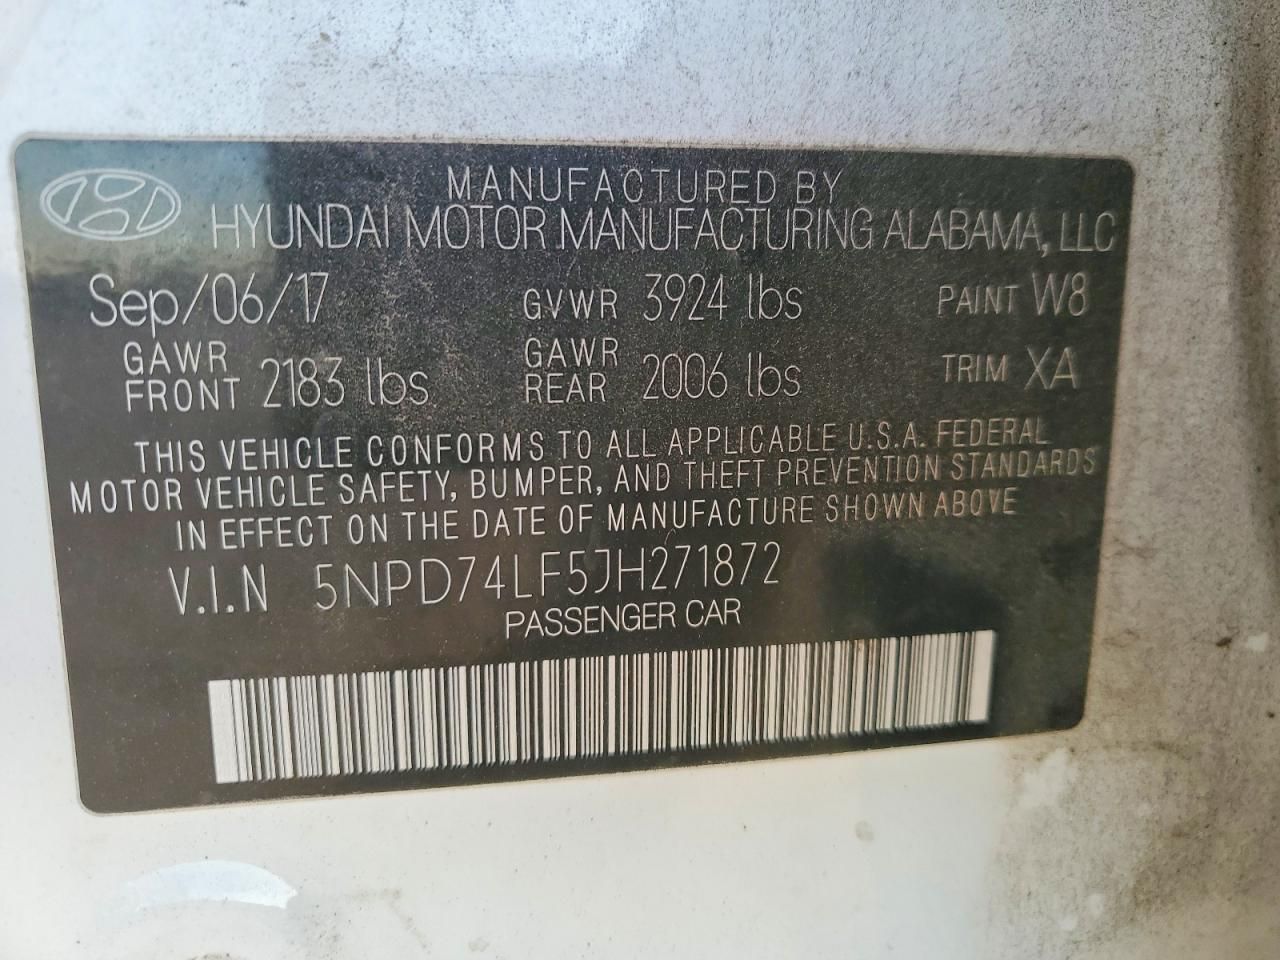 MANUFACTURED BY
HYUNDAI MOTOR MANUFACTURING ALABAMA, LLC
Sep/06/17 GVWR 3924 lbs PAINT W8
GAWR FRONT 2183 lbs GAWR REAR 2006 lbs TRIM XA
THIS VEHICLE CONFORMS TO ALL APPLICABLE U.S.A. FEDERAL
MOTOR VEHICLE SAFETY, BUMPER, AND THEFT PREVENTION STANDARDS
IN EFFECT ON THE DATE OF MANUFACTURE SHOWN ABOVE
V.I.N 5NPD74LF5JH271872
PASSENGER CAR